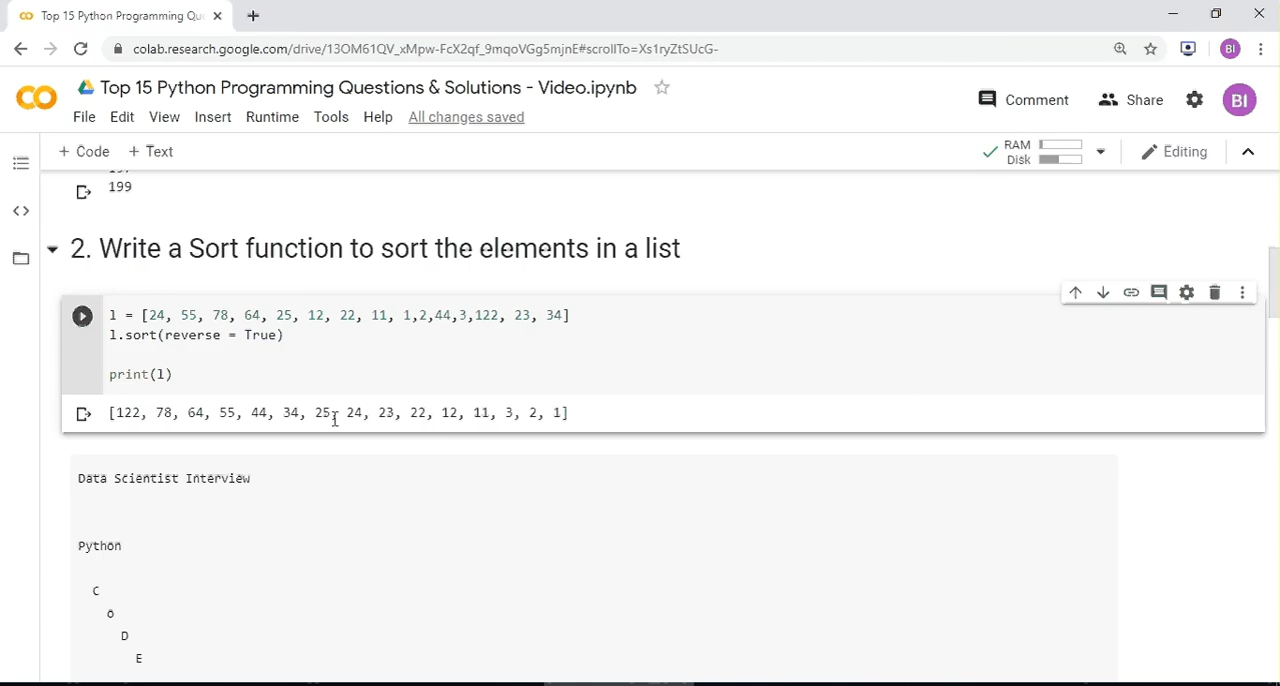 Top 15 Python Programming Qu
colab.research.google.com/drive/13OM61QV_xMpw-FcX2qf_9mqoVGg5mjnE#scrollTo=Xs1ryZtSUcG-
BI
Top 15 Python Programming Questions & Solutions - Video.ipynb
Comment
Share
BI
File Edit View Insert Runtime Tools Help All changes saved
+ Code + Text
RAM
Disk
Editing
199
2. Write a Sort function to sort the elements in a list
l = [24, 55, 78, 64, 25, 12, 22, 11, 1,2,44,3,122, 23, 34]
l.sort(reverse = True)
print(l)
[122, 78, 64, 55, 44, 34, 25, 24, 23, 22, 12, 11, 3, 2, 1]
Data Scientist Interview
Python
C
o
D
E